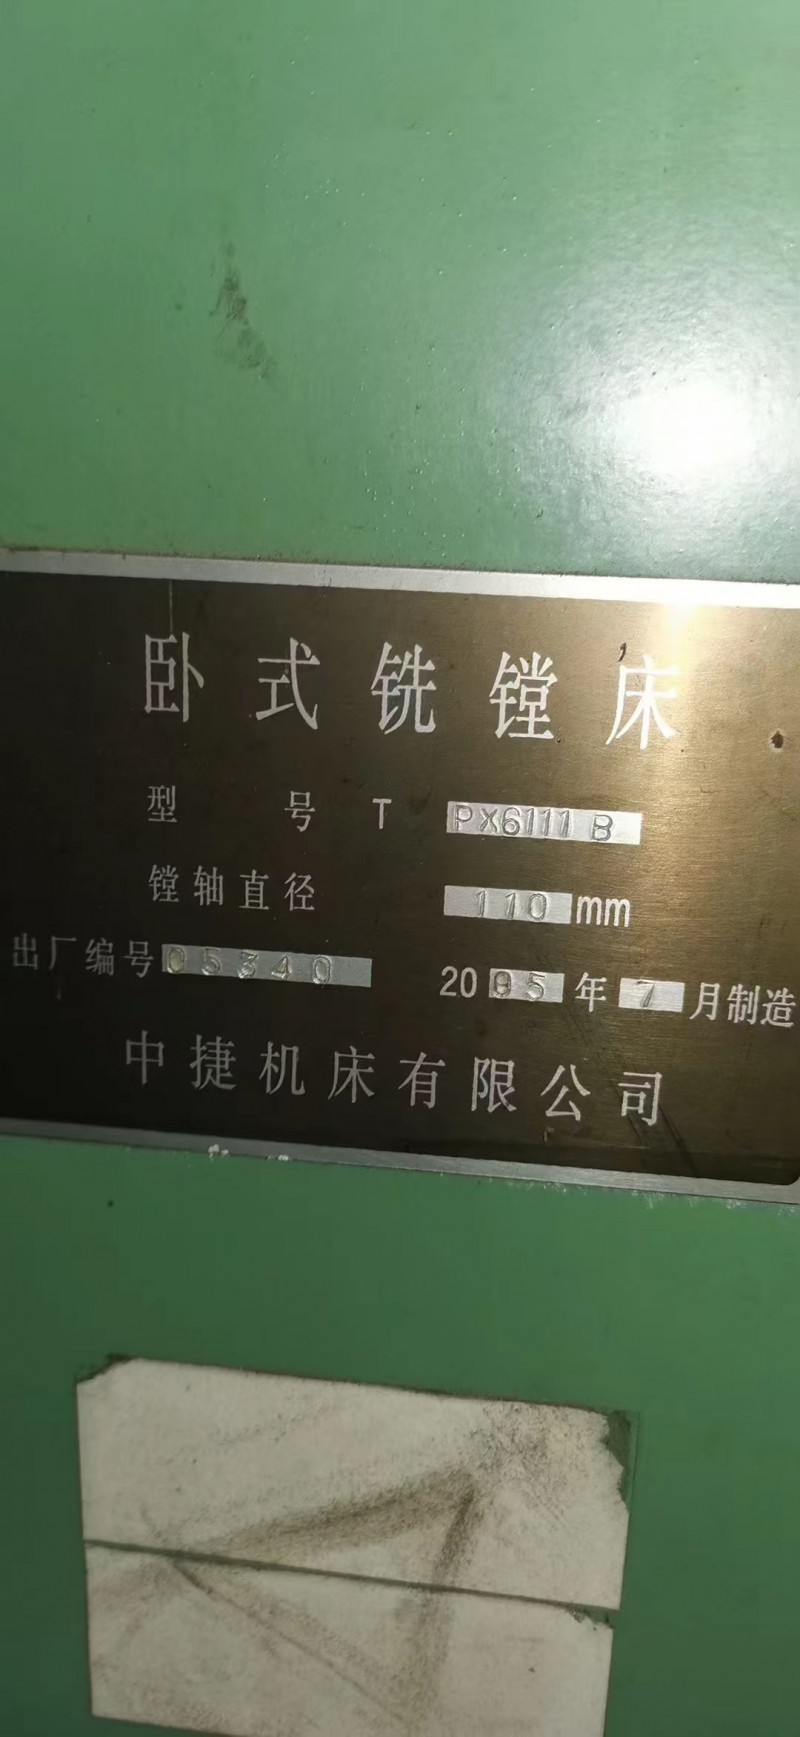 卧式铣镗床
型号 T PX6111B
镗轴直径 110 mm
出厂编号 05340 2005年7月制造
中捷机床有限公司